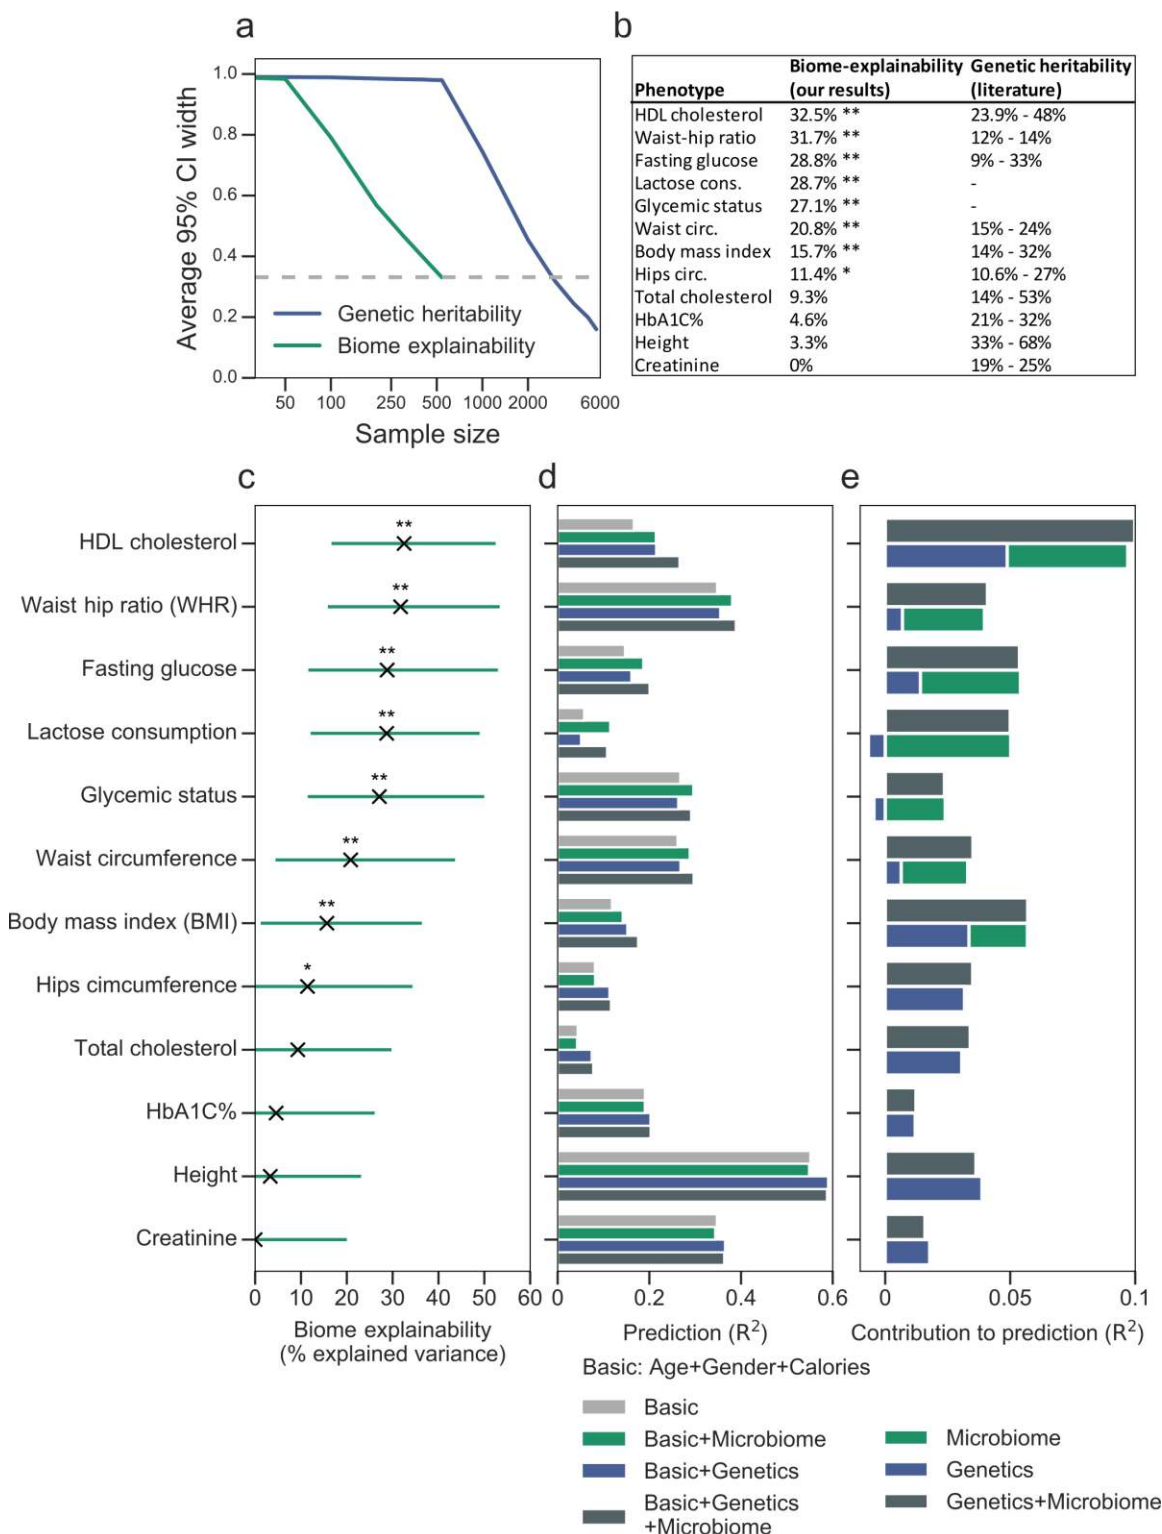 a
1.0
0.8
0.6
0.4
0.2
0.0
Average 95% CI width
Genetic heritability
Biome explainability
50 100 250 500 1000 2000 6000
Sample size
b
Phenotype Biome-explainability (our results) Genetic heritability (literature)
HDL cholesterol 32.5% ** 23.9% - 48%
Waist-hip ratio 31.7% ** 12% - 14%
Fasting glucose 28.8% ** 9% - 33%
Lactose cons. 28.7% ** -
Glycemic status 27.1% ** -
Waist circ. 20.8% ** 15% - 24%
Body mass index 15.7% ** 14% - 32%
Hips circ. 11.4% * 10.6% - 27%
Total cholesterol 9.3% 14% - 53%
HbA1C% 4.6% 21% - 32%
Height 3.3% 33% - 68%
Creatinine 0% 19% - 25%
c
HDL cholesterol **
Waist hip ratio (WHR) **
Fasting glucose **
Lactose consumption **
Glycemic status **
Waist circumference **
Body mass index (BMI) **
Hips cimcumference *
Total cholesterol
HbA1C%
Height
Creatinine
0 10 20 30 40 50 60
Biome explainability
(% explained variance)
d
0 0.2 0.4 0.6
Prediction (R²)
e
0 0.05 0.1
Contribution to prediction (R²)
Basic: Age+Gender+Calories
Basic
Basic+Microbiome
Basic+Genetics
Basic+Genetics
+Microbiome
Microbiome
Genetics
Genetics+Microbiome